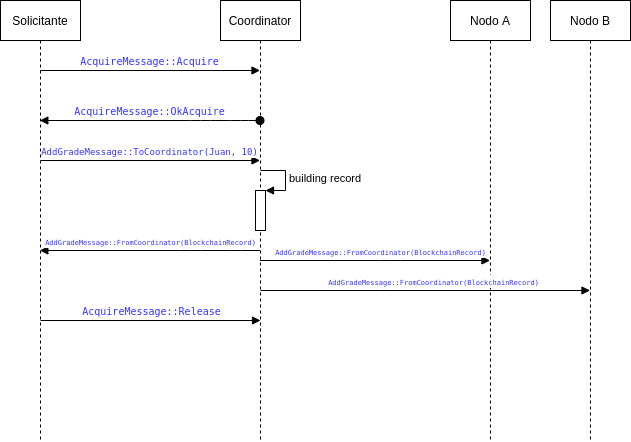 Solicitante
Coordinator
Nodo A
Nodo B
AcquireMessage::Acquire
AcquireMessage::OkAcquire
AddGradeMessage::ToCoordinator(Juan, 10)
building record
AddGradeMessage::FromCoordinator(BlockchainRecord)
AddGradeMessage::FromCoordinator(BlockchainRecord)
AddGradeMessage::FromCoordinator(BlockchainRecord)
AcquireMessage::Release